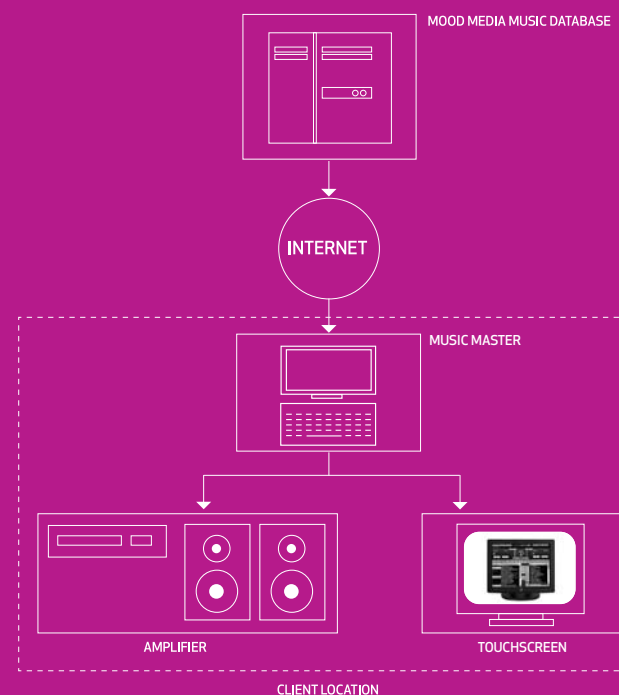 MOOD MEDIA MUSIC DATABASE
INTERNET
MUSIC MASTER
AMPLIFIER
TOUCHSCREEN
CLIENT LOCATION